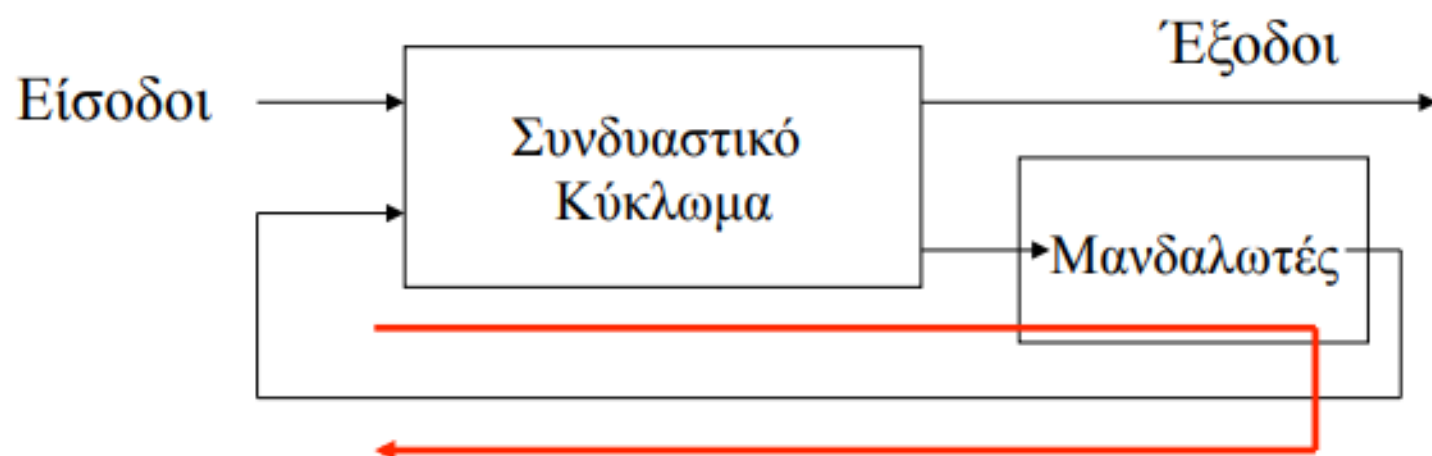 Είσοδοι
Συνδυαστικό
Κύκλωμα
Έξοδοι
Μανδαλωτές